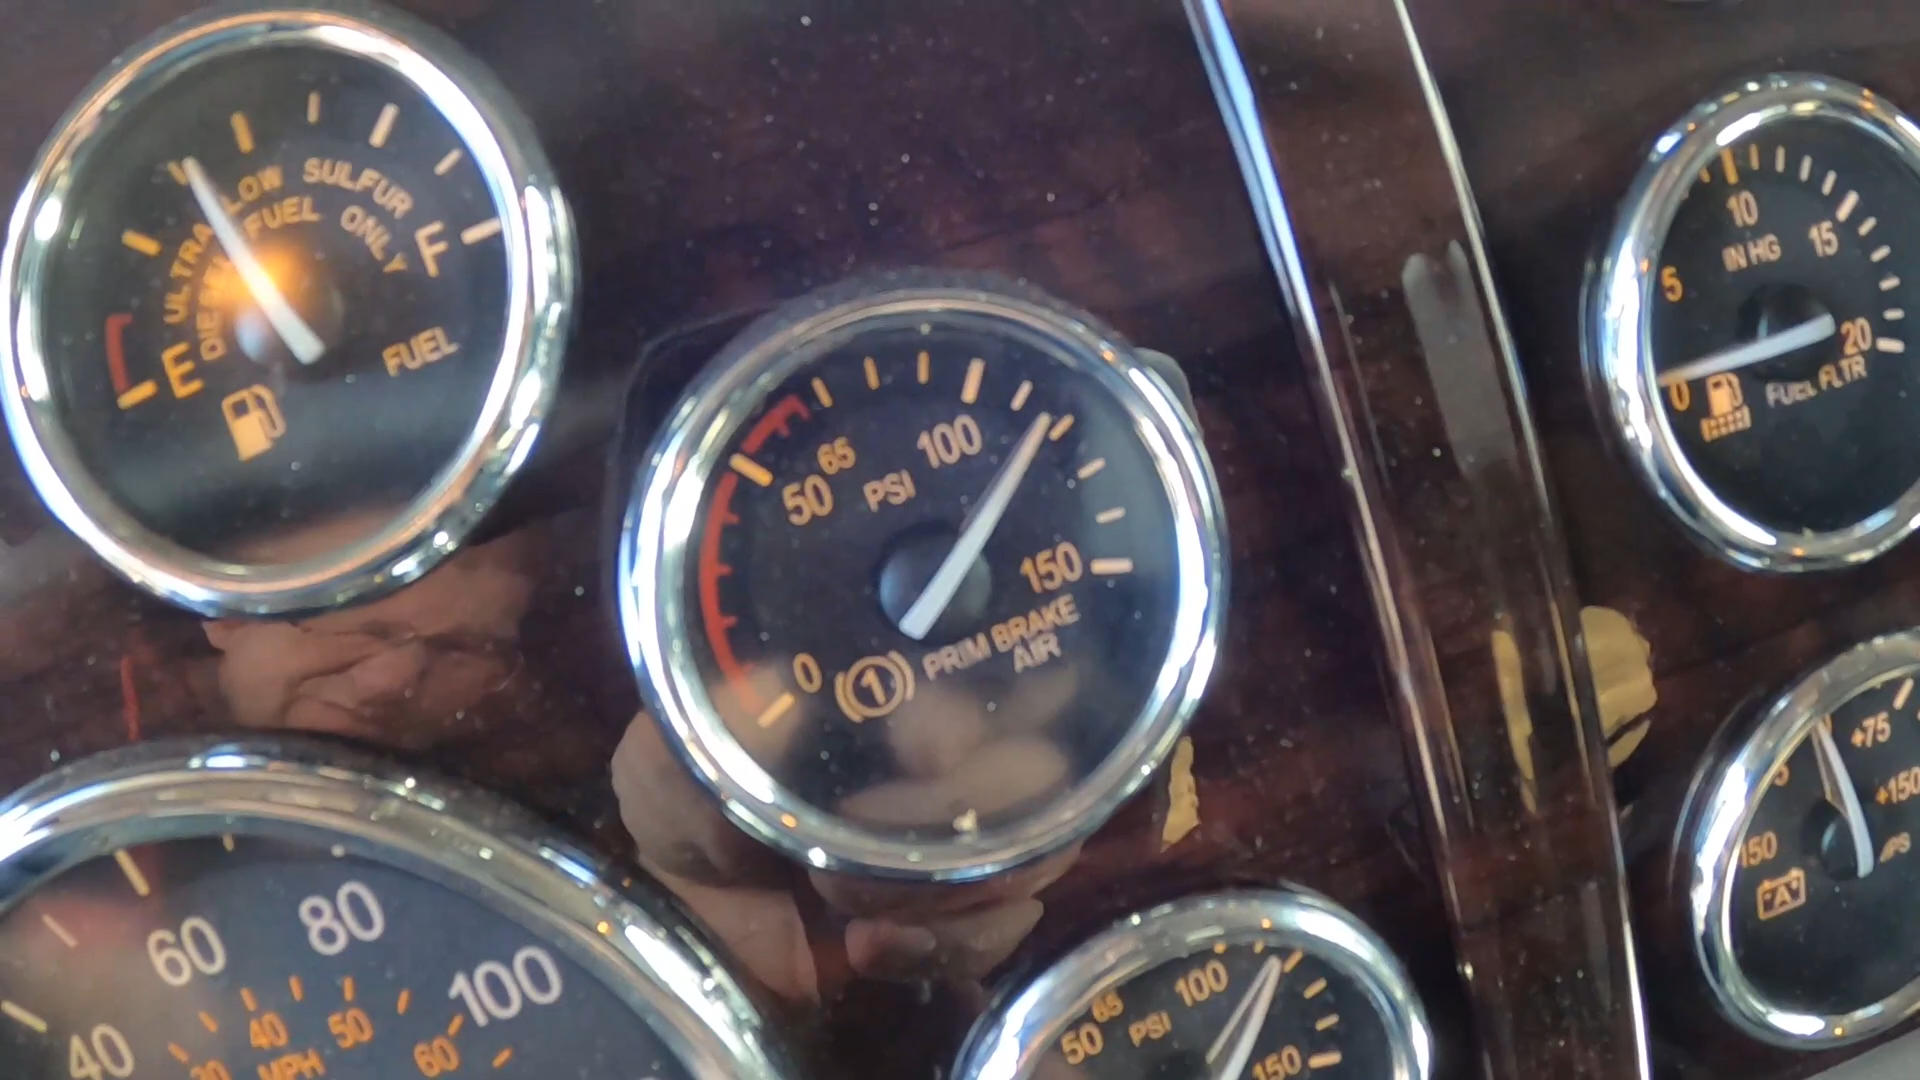 ULTRA LOW SULFUR
DIESEL FUEL ONLY
E
F
FUEL
50
65
100
PSI
150
0
1
PRIM BRAKE
AIR
5
10
15
20
0
IN HG
FUEL FLTR
40
60
80
100
40
50
60
MPH
50
65
100
PSI
150
+75
+150
150
A